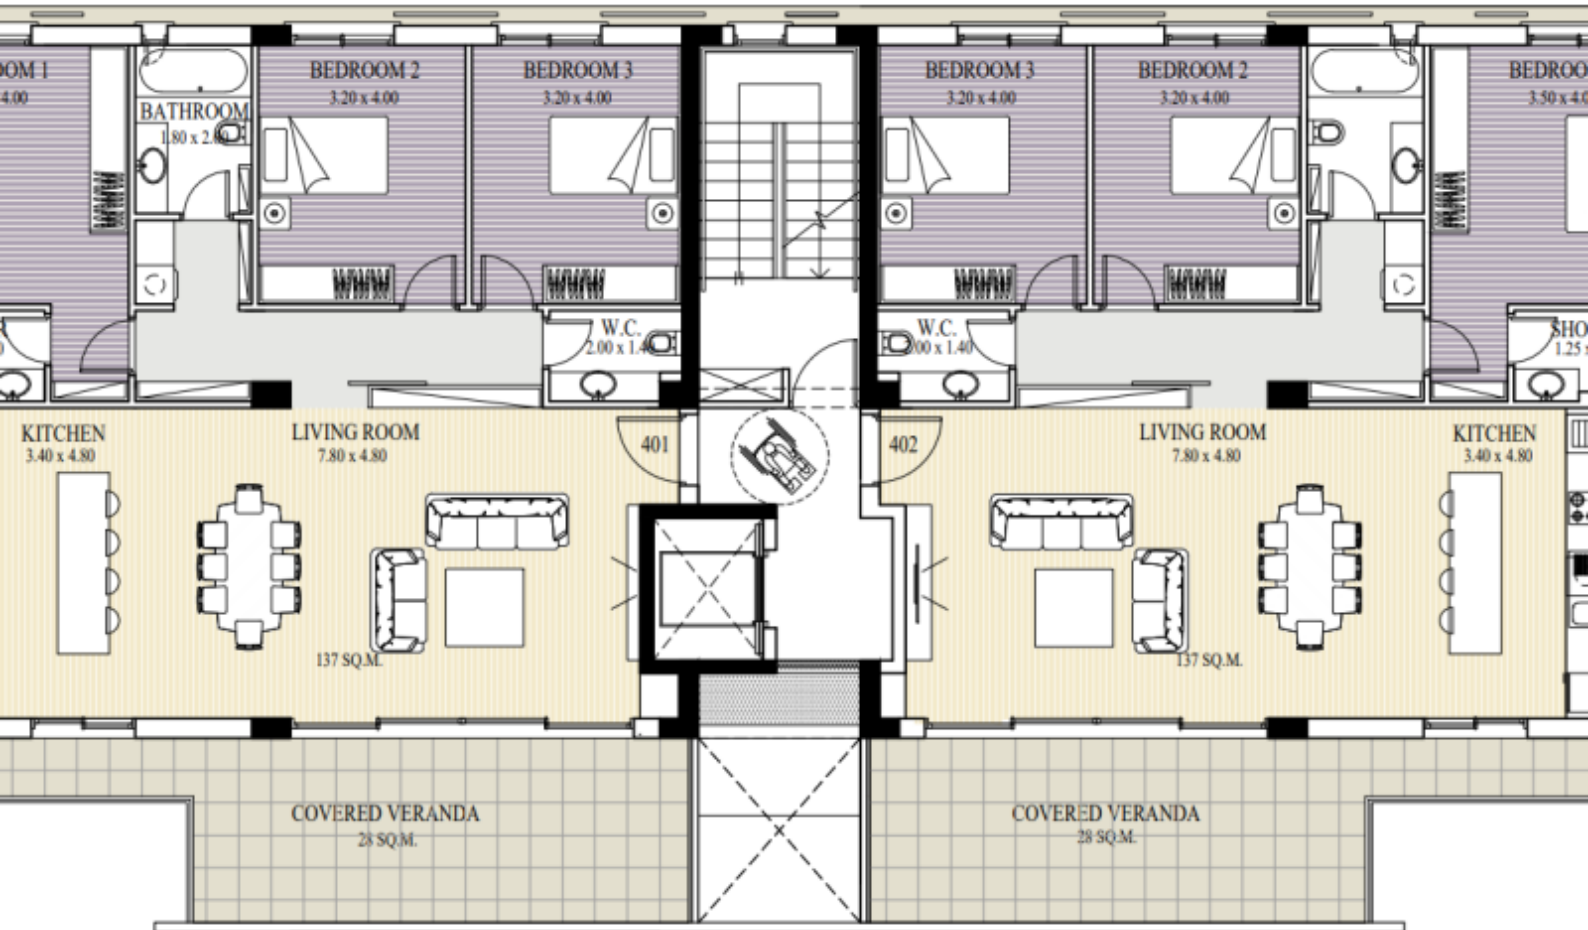 OOM 1
4.00
BATHROOM
BEDROOM 2
3.20 x 4.00
BEDROOM 3
3.20 x 4.00
BEDROOM 3
3.20 x 4.00
BEDROOM 2
3.20 x 4.00
BEDROO
3.50 x 4.0
W.C.
2.00 x 1.40
W.C.
2.00 x 1.40
SHO
1.25 x
KITCHEN
3.40 x 4.80
LIVING ROOM
7.80 x 4.80
401
402
LIVING ROOM
7.80 x 4.80
KITCHEN
3.40 x 4.80
137 SQ.M.
137 SQ.M.
COVERED VERANDA
28 SQ.M.
COVERED VERANDA
28 SQ.M.